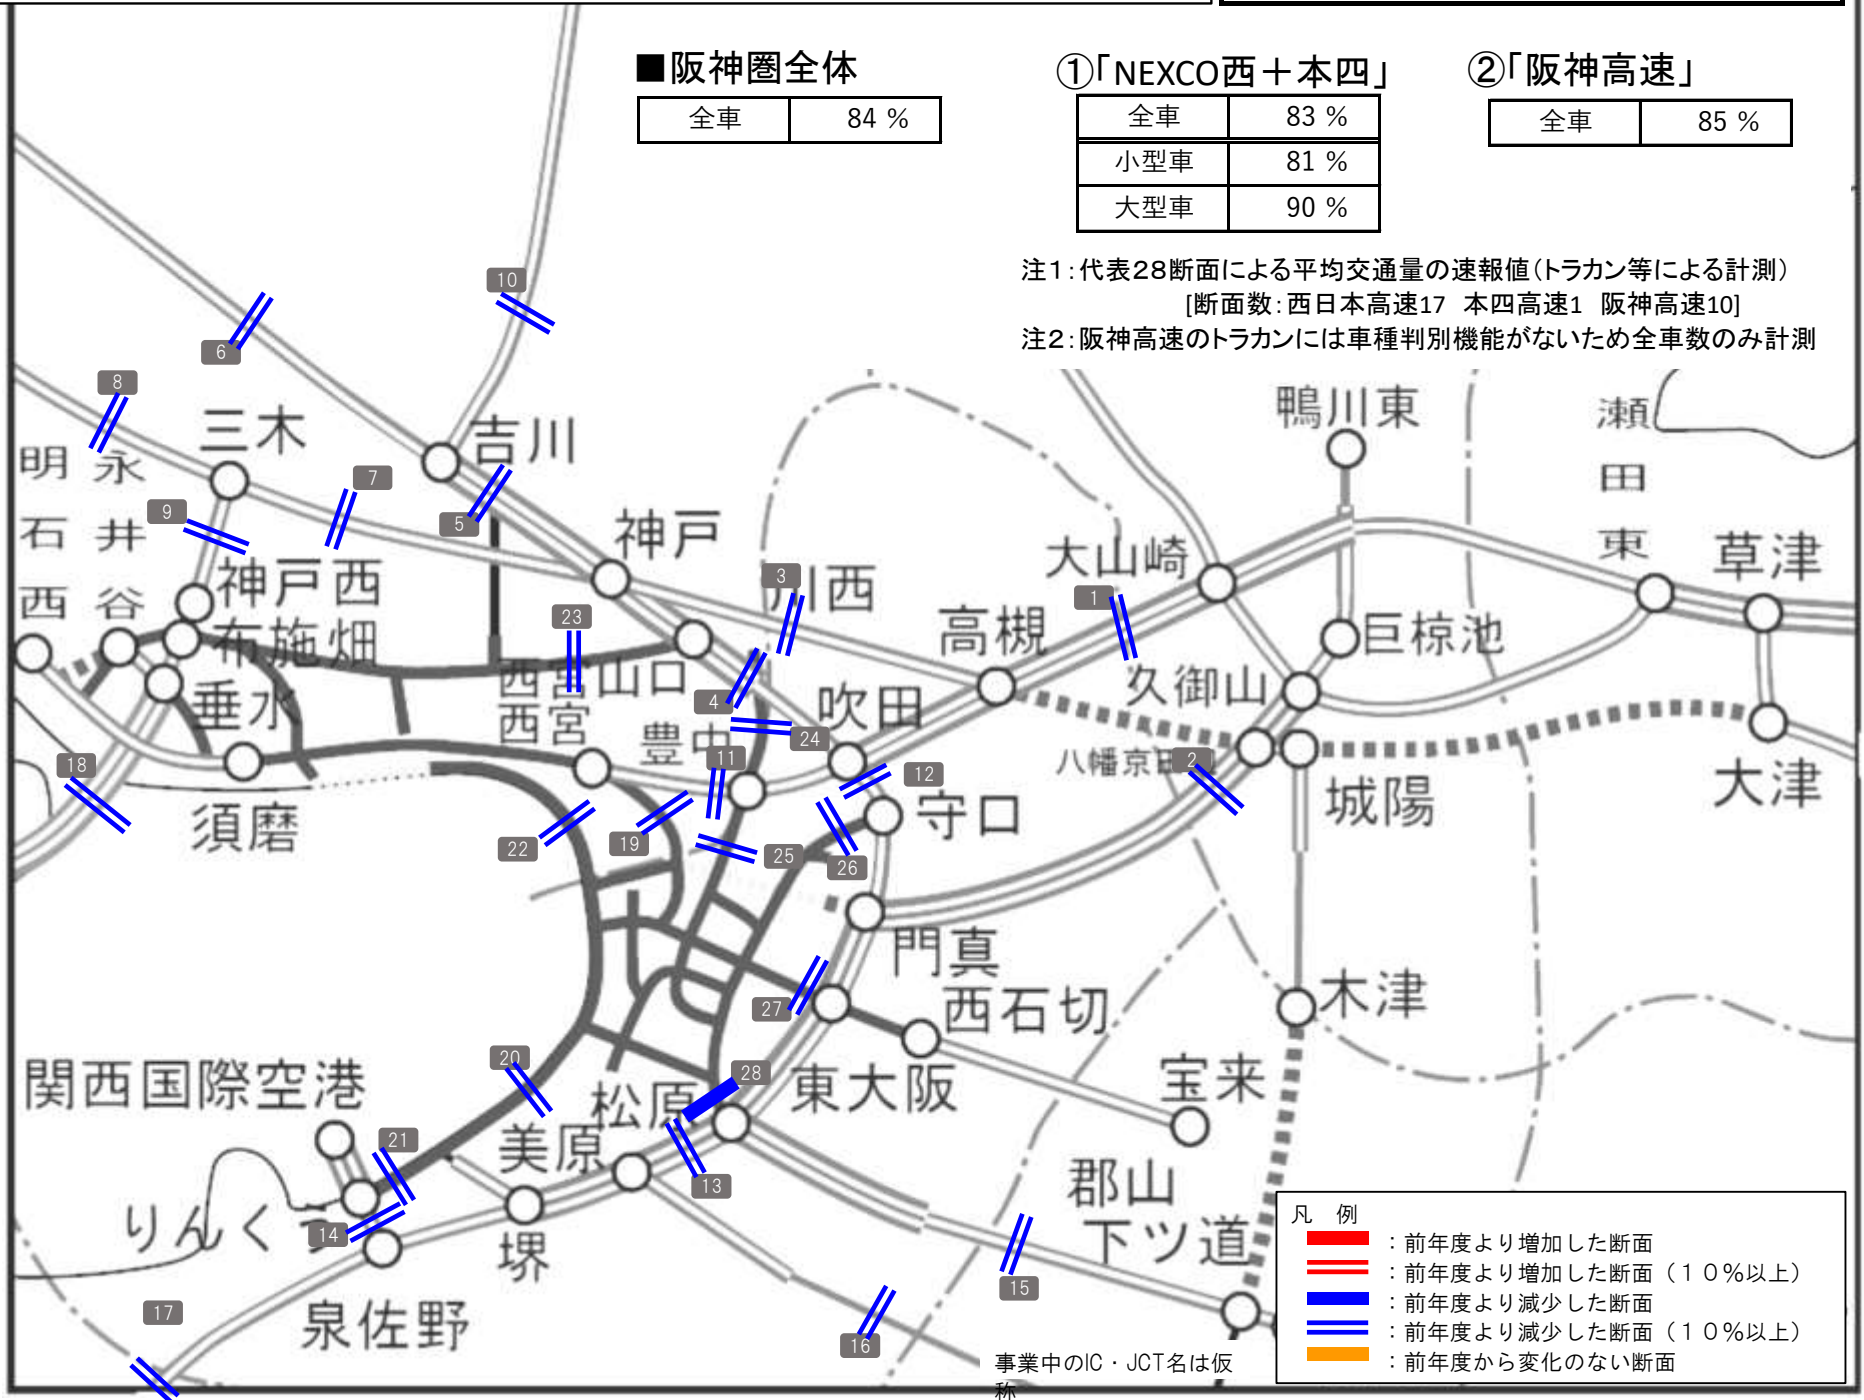 ■阪神圏全体
全車 84 %
①「NEXCO西＋本四」
全車 83 %
小型車 81 %
大型車 90 %
②「阪神高速」
全車 85 %
注1：代表28断面による平均交通量の速報値（トラカン等による計測）
[断面数：西日本高速17　本四高速1　阪神高速10]
注2：阪神高速のトラカンには車種判別機能がないため全車数のみ計測
10
6
8
三木
吉川
鴨川東
瀬田東
明石西
永井谷
7
9
5
神戸
大山崎
草津
神戸西
3
川西
1
23
高槻
巨椋池
布施畑
西宮山口
久御山
垂水
4
吹田
西宮
豊中
24
11
八幡京田辺
2
18
12
大津
須磨
守口
城陽
22
19
25
26
門真
27
西石切
木津
20
関西国際空港
28
松原
東大阪
宝来
21
美原
13
郡山下ツ道
りんくう
14
堺
15
17
泉佐野
16
事業中のIC・JCT名は仮
称
凡　例
：前年度より増加した断面
：前年度より増加した断面（１０％以上）
：前年度より減少した断面
：前年度より減少した断面（１０％以上）
：前年度から変化のない断面